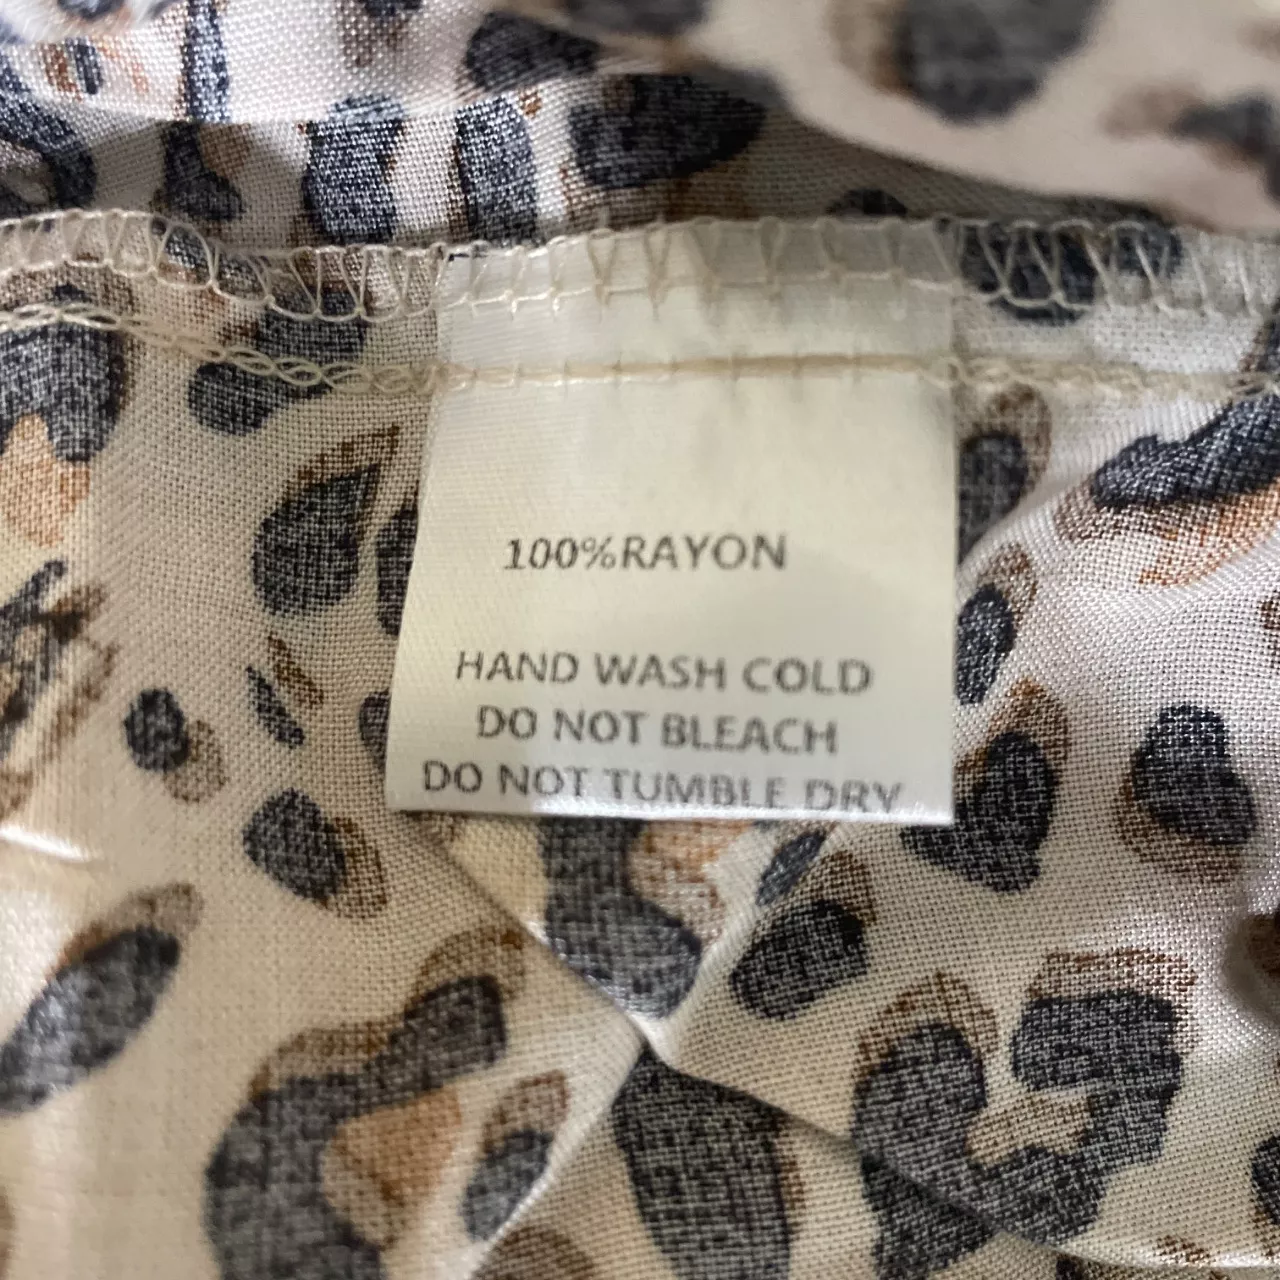 100%RAYON
HAND WASH COLD
DO NOT BLEACH
DO NOT TUMBLE DRY